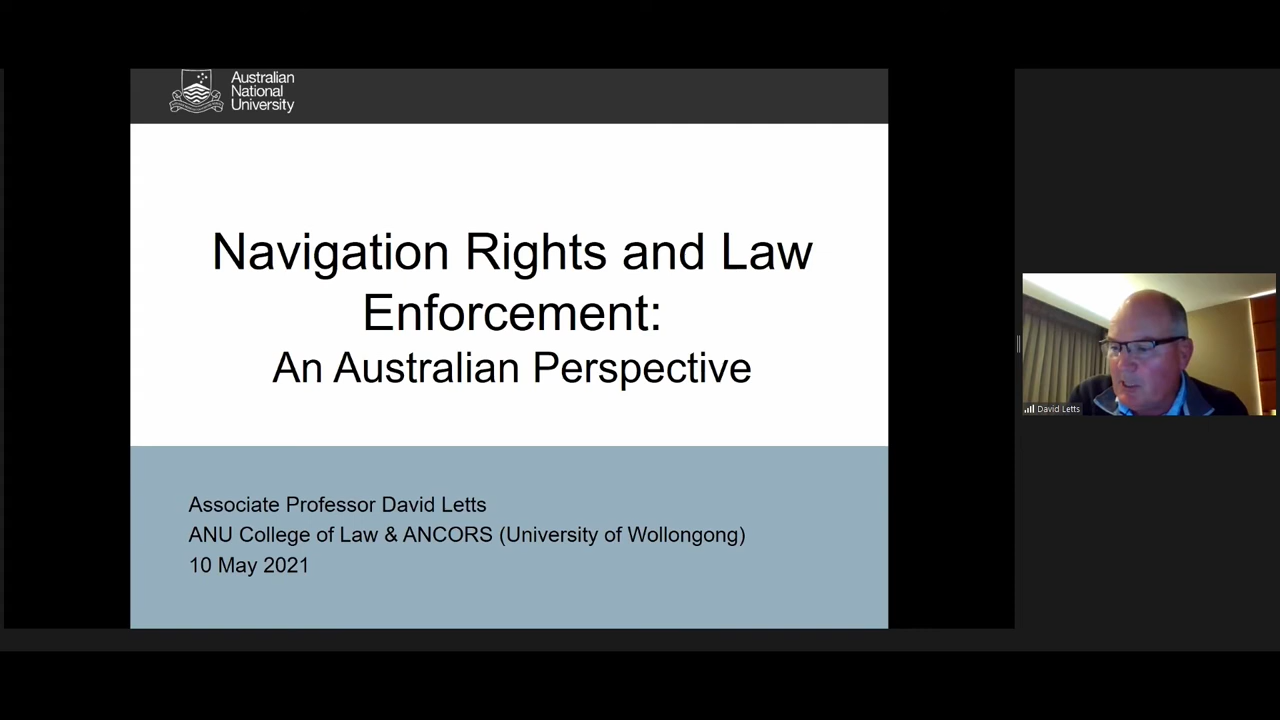 Australian
National
University
Navigation Rights and Law
Enforcement:
An Australian Perspective
Associate Professor David Letts
ANU College of Law & ANCORS (University of Wollongong)
10 May 2021
David Letts